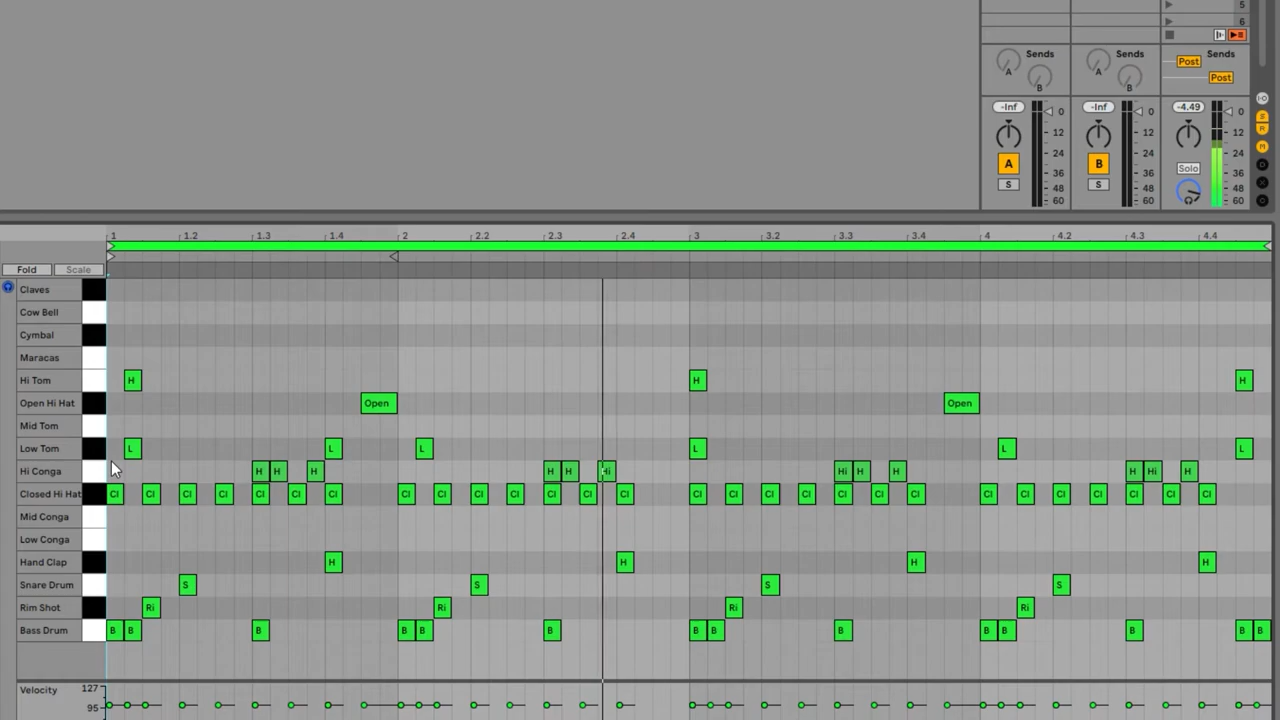 5
6
Sends Sends Sends
A A Post
B B Post
-Inf -Inf -4.49
0 0 0
12 12 12
A B 24 24 24
Solo
36 36 36
S S 48 48 48
60 60 60
1 1.2 1.3 1.4 2 2.2 2.3 2.4 3 3.2 3.3 3.4 4 4.2 4.3 4.4
Fold Scale
Claves
Cow Bell
Cymbal
Maracas
Hi Tom H H H
Open Hi Hat Open Open
Mid Tom
Low Tom L L L L L L
Hi Conga H H H H H Hi Hi H H H Hi H
Closed Hi Hat Cl Cl Cl Cl Cl Cl Cl Cl Cl Cl Cl Cl Cl Cl Cl Cl Cl Cl Cl Cl Cl Cl Cl Cl Cl Cl Cl Cl
Mid Conga
Low Conga
Hand Clap H H H H
Snare Drum S S S S
Rim Shot Ri Ri Ri Ri
Bass Drum B B B B B B B B B B B B B B
Velocity 127
95